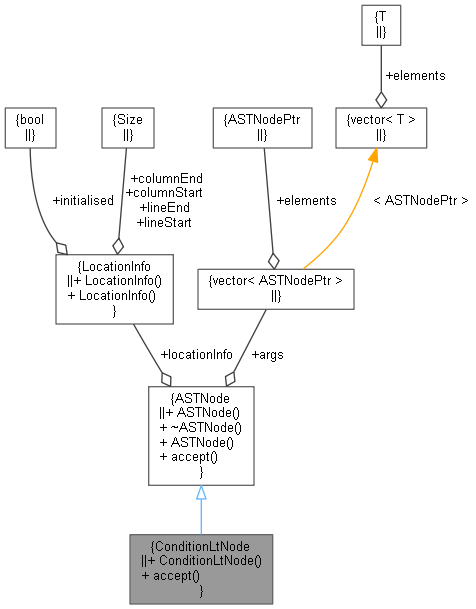 {T
||}
+elements
{bool
||}
{Size
||}
{ASTNodePtr
||}
{vector< T >
||}
+initialised
+columnEnd
+columnStart
+lineEnd
+lineStart
+elements
< ASTNodePtr >
{LocationInfo
||+ LocationInfo()
+ LocationInfo()
}
{vector< ASTNodePtr >
||}
+locationInfo
+args
{ASTNode
||+ ASTNode()
+ ~ASTNode()
+ ASTNode()
+ accept()
}
{ConditionLtNode
||+ ConditionLtNode()
+ accept()
}